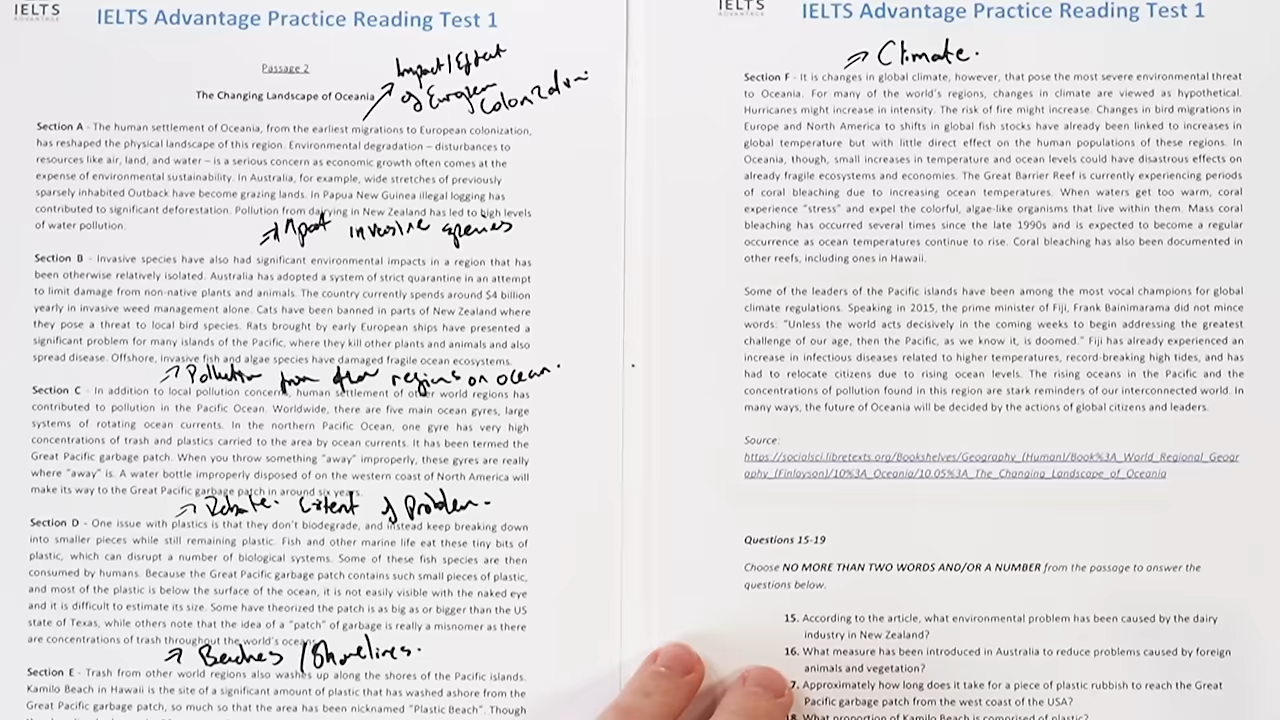 IELTS
ADVANTAGE
IELTS Advantage Practice Reading Test 1
Passage 2
Impact/Effect
of European
Colonization
The Changing Landscape of Oceania
Section A - The human settlement of Oceania, from the earliest migrations to European colonization,
has reshaped the physical landscape of this region. Environmental degradation – disturbances to
resources like air, land, and water – is a serious concern as economic growth often comes at the
expense of environmental sustainability. In Australia, for example, wide stretches of previously
sparsely inhabited Outback have become grazing lands. In Papua New Guinea illegal logging has
contributed to significant deforestation. Pollution from dairying in New Zealand has led to high levels
of water pollution.
invasive species
Section B - Invasive species have also had significant environmental impacts in a region that has
been otherwise relatively isolated. Australia has adopted a system of strict quarantine in an attempt
to limit damage from non-native plants and animals. The country currently spends around $4 billion
yearly in invasive weed management alone. Cats have been banned in parts of New Zealand where
they pose a threat to local bird species. Rats brought by early European ships have presented a
significant problem for many islands of the Pacific, where they kill other plants and animals and also
spread disease. Offshore, invasive fish and algae species have damaged fragile ocean ecosystems.
Pollution from other regions on ocean.
Section C - In addition to local pollution concerns, human settlement of other world regions has
contributed to pollution in the Pacific Ocean. Worldwide, there are five main ocean gyres, large
systems of rotating ocean currents. In the northern Pacific Ocean, one gyre has very high
concentrations of trash and plastics carried to the area by ocean currents. It has been termed the
Great Pacific garbage patch. When you throw something “away” improperly, these gyres are really
where “away” is. A water bottle improperly disposed of on the western coast of North America will
make its way to the Great Pacific garbage patch in around six years.
Debate. Extent of Problem.
Section D - One issue with plastics is that they don’t biodegrade, and instead keep breaking down
into smaller pieces while still remaining plastic. Fish and other marine life eat these tiny bits of
plastic, which can disrupt a number of biological systems. Some of these fish species are then
consumed by humans. Because the Great Pacific garbage patch contains such small pieces of plastic,
and most of the plastic is below the surface of the ocean, it is not easily visible with the naked eye
and it is difficult to estimate its size. Some have theorized the patch is as big as or bigger than the US
state of Texas, while others note that the idea of a “patch” of garbage is really a misnomer as there
are concentrations of trash throughout the world’s oceans.
Beaches / Shorelines.
Section E - Trash from other world regions also washes up along the shores of the Pacific islands.
Kamilo Beach in Hawaii is the site of a significant amount of plastic that has washed ashore from the
Great Pacific garbage patch, so much so that the area has been nicknamed “Plastic Beach”. Though
IELTS
ADVANTAGE
IELTS Advantage Practice Reading Test 1
Climate.
Section F - It is changes in global climate, however, that pose the most severe environmental threat
to Oceania. For many of the world’s regions, changes in climate are viewed as hypothetical.
Hurricanes might increase in intensity. The risk of fire might increase. Changes in bird migrations in
Europe and North America to shifts in global fish stocks have already been linked to increases in
global temperature but with little direct effect on the human populations of these regions. In
Oceania, though, small increases in temperature and ocean levels could have disastrous effects on
already fragile ecosystems and economies. The Great Barrier Reef is currently experiencing periods
of coral bleaching due to increasing ocean temperatures. When waters get too warm, coral
experience “stress” and expel the colorful, algae-like organisms that live within them. Mass coral
bleaching has occurred several times since the late 1990s and is expected to become a regular
occurrence as ocean temperatures continue to rise. Coral bleaching has also been documented in
other reefs, including ones in Hawaii.
Some of the leaders of the Pacific islands have been among the most vocal champions for global
climate regulations. Speaking in 2015, the prime minister of Fiji, Frank Bainimarama did not mince
words: “Unless the world acts decisively in the coming weeks to begin addressing the greatest
challenge of our age, then the Pacific, as we know it, is doomed.” Fiji has already experienced an
increase in infectious diseases related to higher temperatures, record-breaking high tides, and has
had to relocate citizens due to rising ocean levels. The rising oceans in the Pacific and the
concentrations of pollution found in this region are stark reminders of our interconnected world. In
many ways, the future of Oceania will be decided by the actions of global citizens and leaders.
Source:
https://socialsci.libretexts.org/Bookshelves/Geography_(Human)/Book%3A_World_Regional_Geogr
aphy_(Finlayson)/10%3A_Oceania/10.05%3A_The_Changing_Landscape_of_Oceania
Questions 15-19
Choose NO MORE THAN TWO WORDS AND/OR A NUMBER from the passage to answer the
questions below.
15. According to the article, what environmental problem has been caused by the dairy
industry in New Zealand?
16. What measure has been introduced in Australia to reduce problems caused by foreign
animals and vegetation?
7. Approximately how long does it take for a piece of plastic rubbish to reach the Great
Pacific garbage patch from the west coast of the USA?
18. What proportion of Kamilo Beach is comprised of plastic?